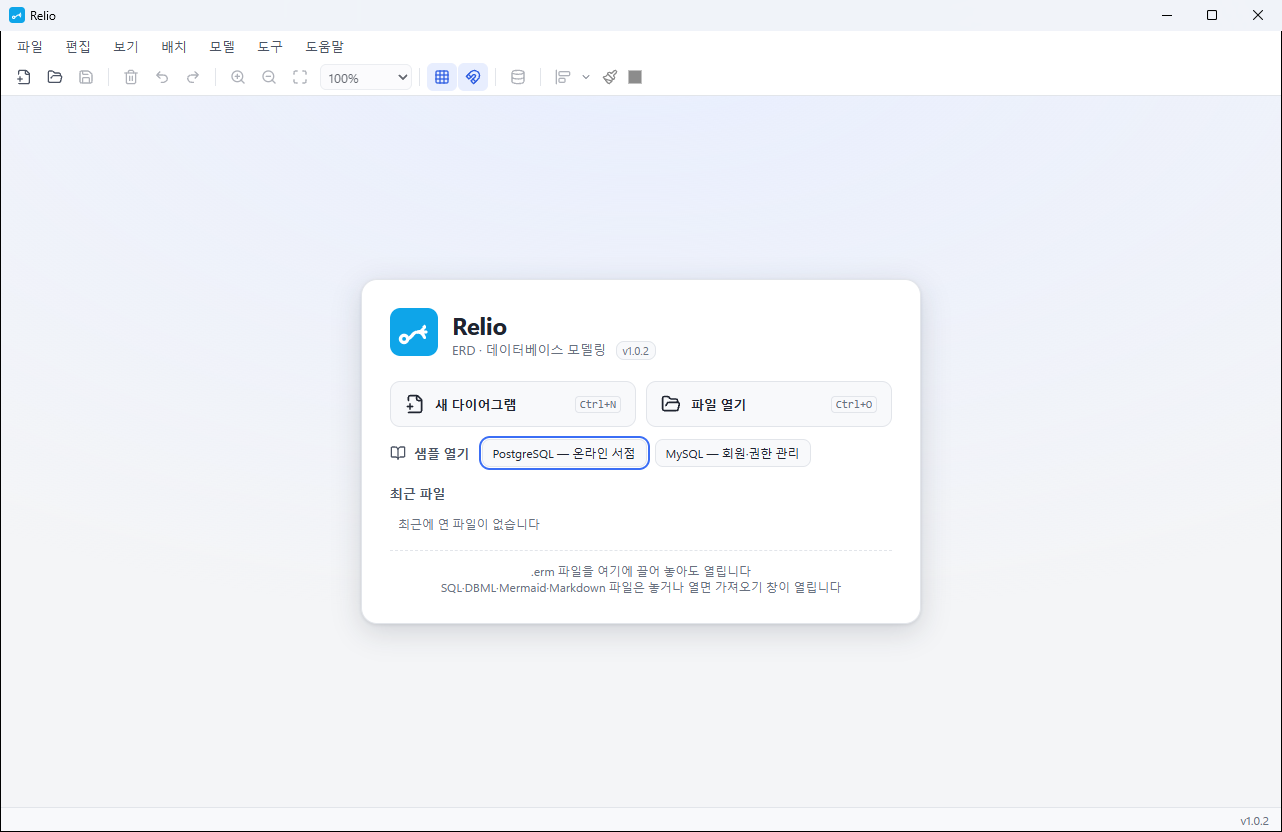 Relio
파일 편집 보기 배치 모델 도구 도움말
100%
Relio
ERD · 데이터베이스 모델링 v1.0.2
새 다이어그램 Ctrl+N 파일 열기 Ctrl+O
샘플 열기 PostgreSQL — 온라인 서점 MySQL — 회원·권한 관리
최근 파일
최근에 연 파일이 없습니다
.erm 파일을 여기에 끌어 놓아도 열립니다
SQL·DBML·Mermaid·Markdown 파일은 놓거나 열면 가져오기 창이 열립니다
v1.0.2